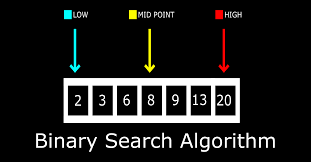 LOW MID POINT HIGH
2 3 6 8 9 13 20
Binary Search Algorithm